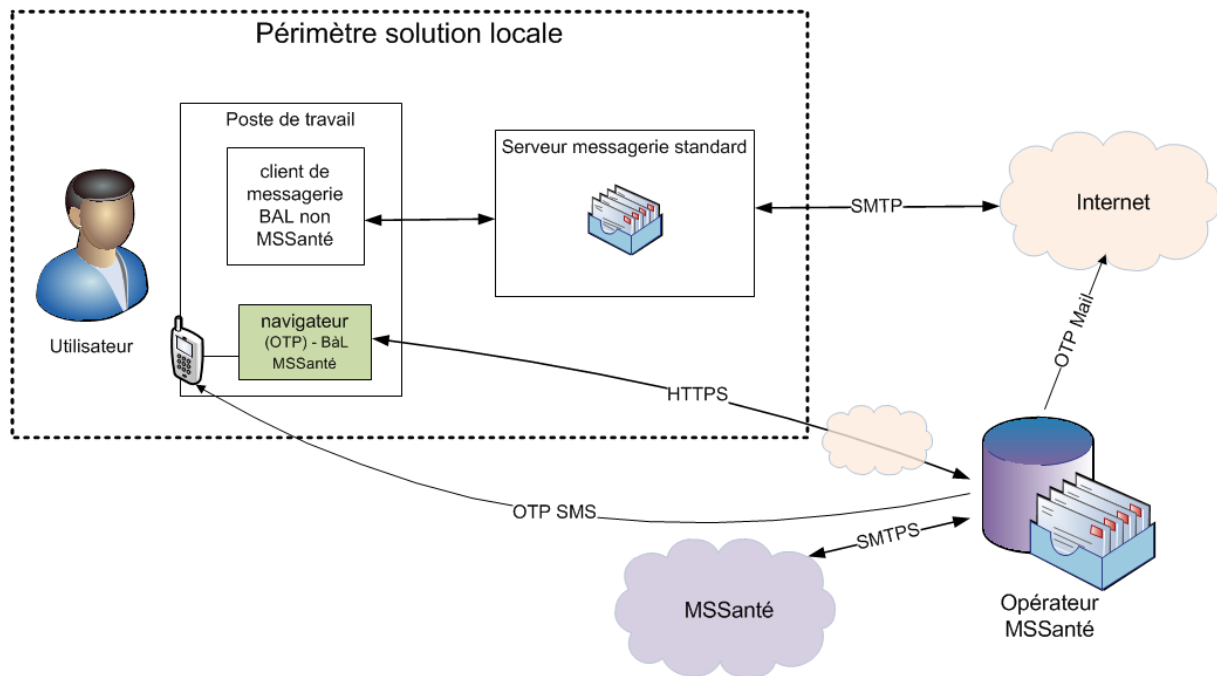 Périmètre solution locale
Poste de travail
client de
messagerie
BAL non
MSSanté
Serveur messagerie standard
SMTP
Internet
Utilisateur
navigateur
(OTP) - BàL
MSSanté
HTTPS
OTP Mail
OTP SMS
SMTPS
MSSanté
Opérateur
MSSanté